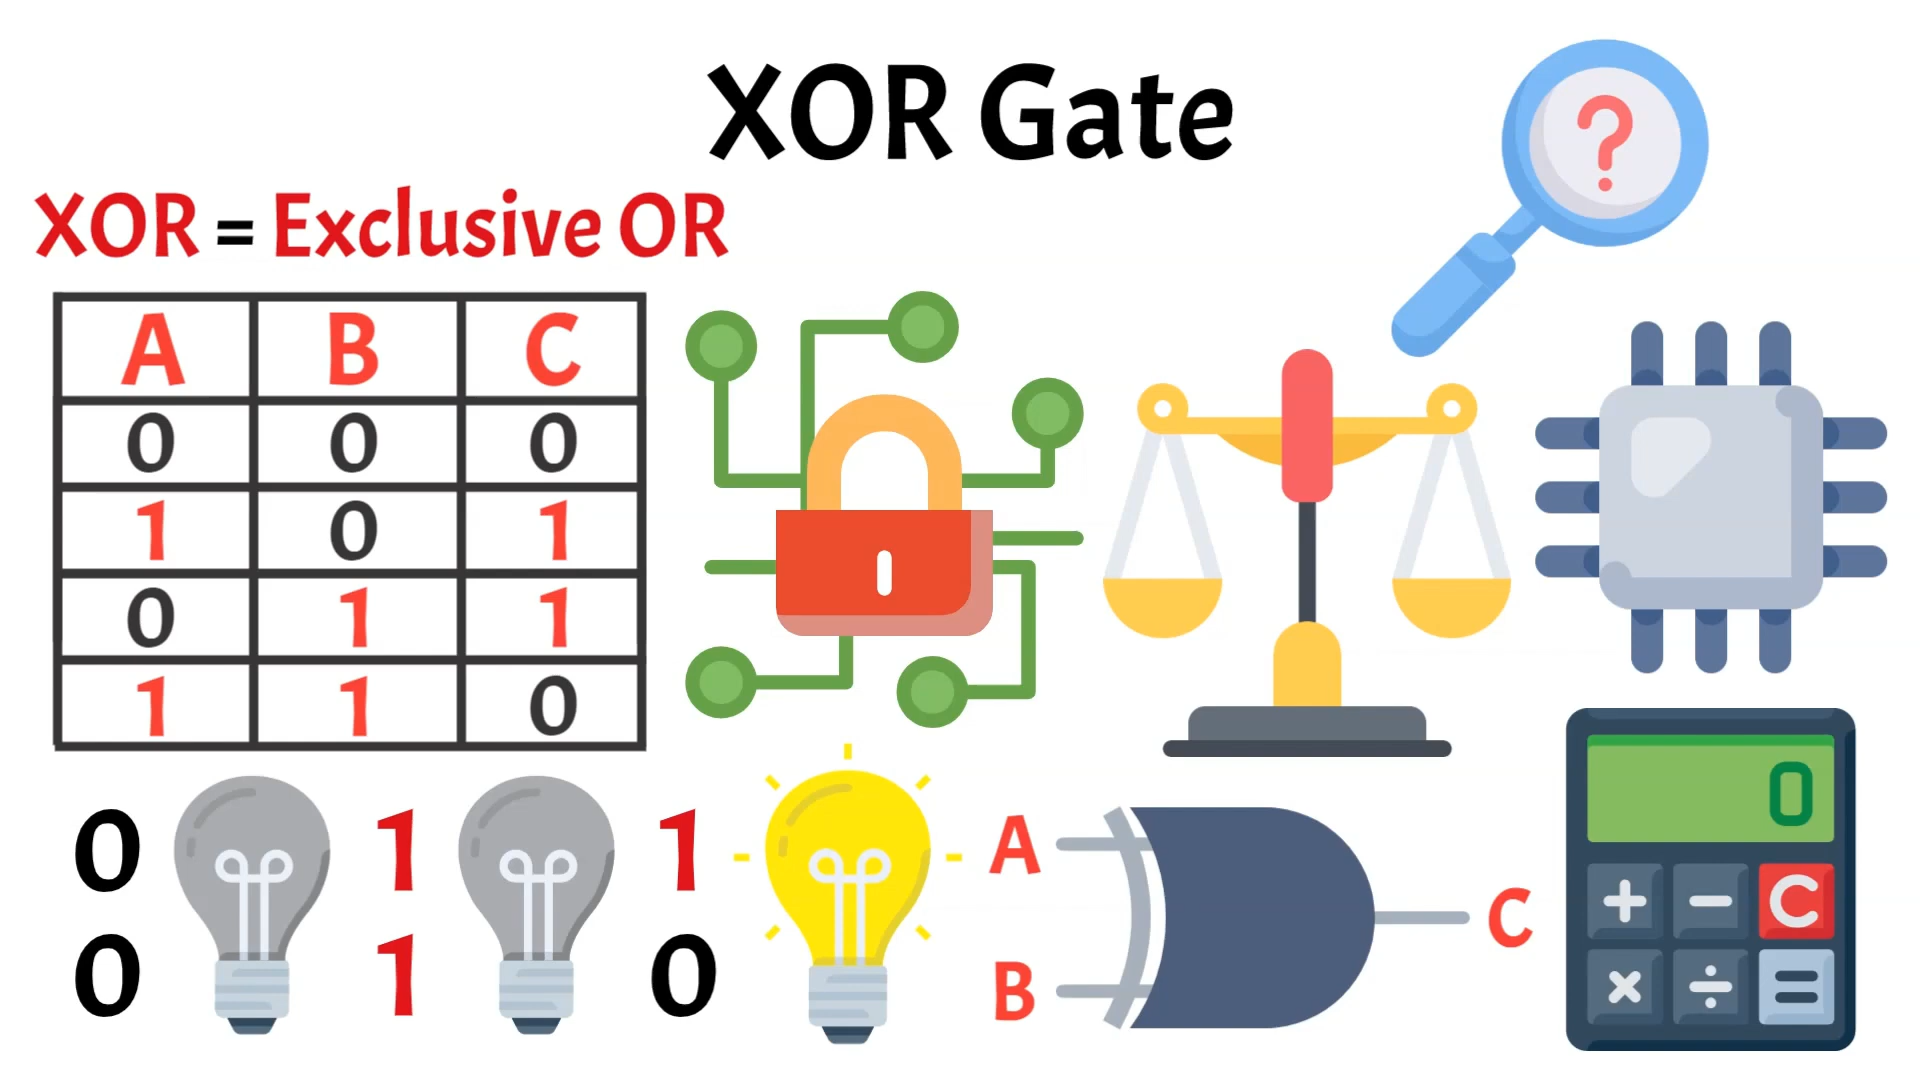 XOR Gate
?
XOR = Exclusive OR
A B C
0 0 0
1 0 1
0 1 1
1 1 0
0 1 1
0 1 0
A
B
C
0
+ − C
× ÷ =